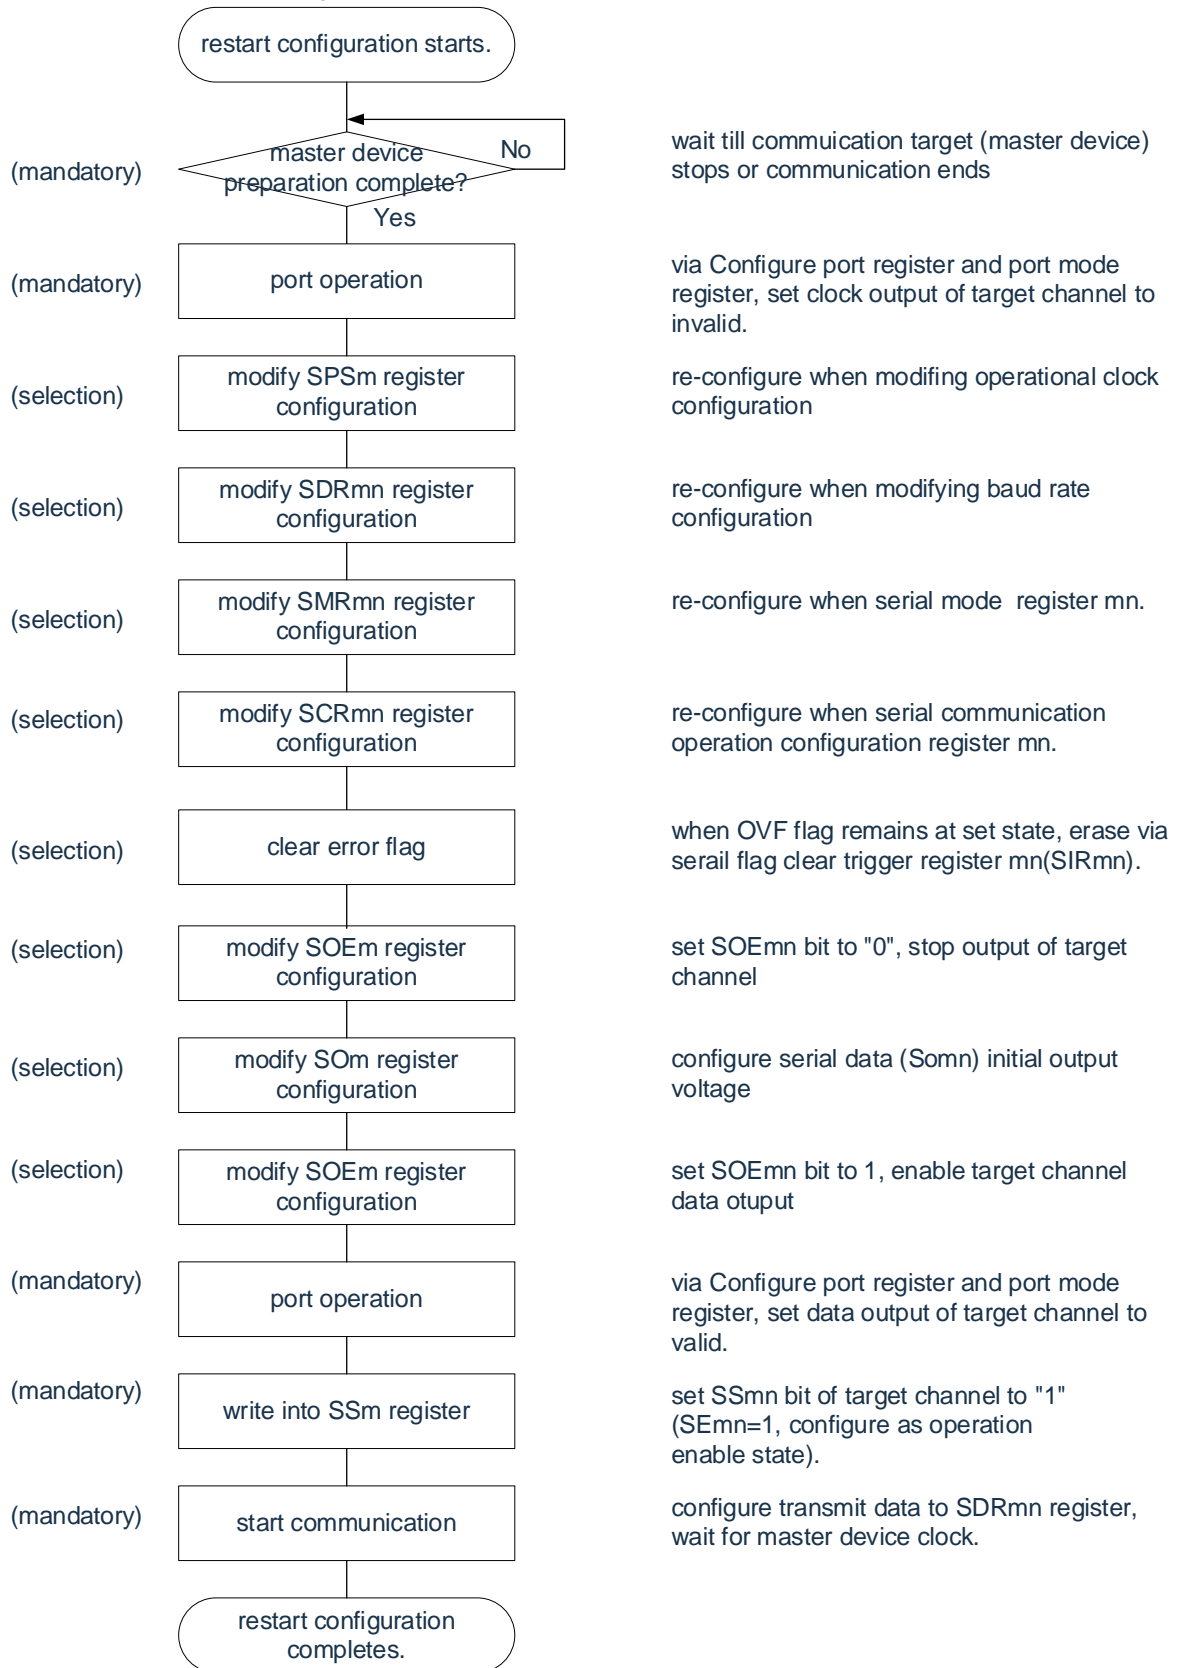 restart configuration starts.
(mandatory)
master device
preparation complete?
No
Yes
wait till commuication target (master device)
stops or communication ends
(mandatory)
port operation
via Configure port register and port mode
register, set clock output of target channel to
invalid.
(selection)
modify SPSm register
configuration
re-configure when modifing operational clock
configuration
(selection)
modify SDRmn register
configuration
re-configure when modifying baud rate
configuration
(selection)
modify SMRmn register
configuration
re-configure when serial mode  register mn.
(selection)
modify SCRmn register
configuration
re-configure when serial communication
operation configuration register mn.
(selection)
clear error flag
when OVF flag remains at set state, erase via
serail flag clear trigger register mn(SIRmn).
(selection)
modify SOEm register
configuration
set SOEmn bit to "0", stop output of target
channel
(selection)
modify SOm register
configuration
configure serial data (Somn) initial output
voltage
(selection)
modify SOEm register
configuration
set SOEmn bit to 1, enable target channel
data otuput
(mandatory)
port operation
via Configure port register and port mode
register, set data output of target channel to
valid.
(mandatory)
write into SSm register
set SSmn bit of target channel to "1"
(SEmn=1, configure as operation
enable state).
(mandatory)
start communication
configure transmit data to SDRmn register,
wait for master device clock.
restart configuration
completes.